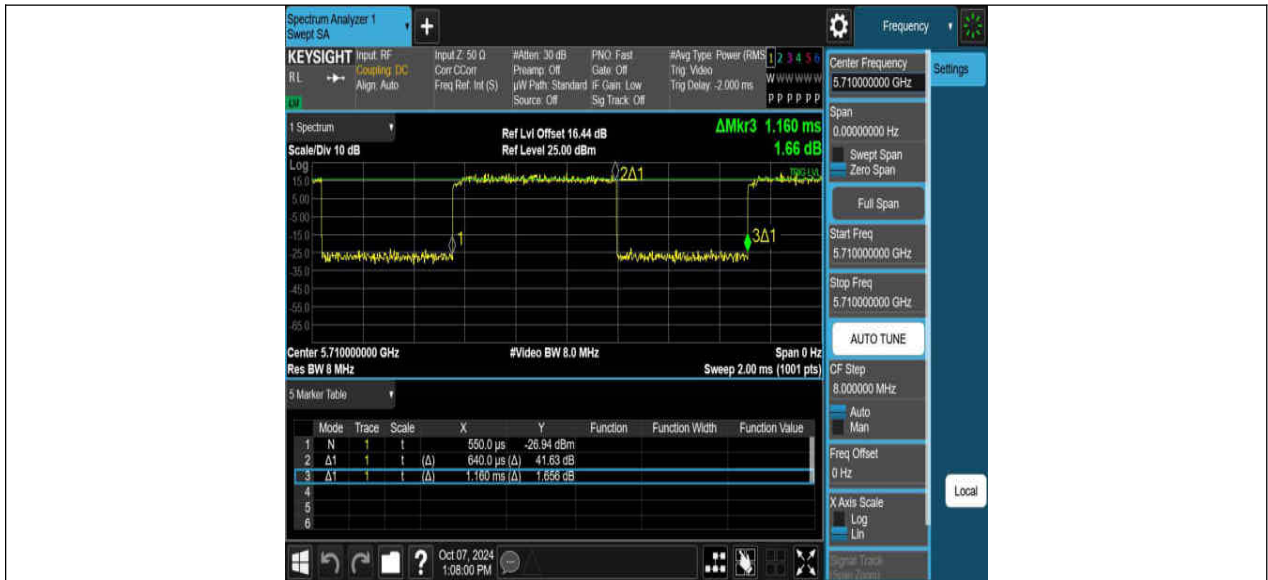 Spectrum Analyzer 1
Swept SA
+
Frequency
KEYSIGHT
RL
Input: RF
Coupling: DC
Align: Auto
Input Z: 50 Ω
Corr CCorr
Freq Ref: Int (S)
#Atten: 30 dB
Preamp: Off
µW Path: Standard
Source: Off
PNO: Fast
Gate: Off
IF Gain: Low
Sig Track: Off
#Avg Type: Power (RMS
Trig: Video
Trig Delay: -2.000 ms
1 2 3 4 5 6
W W W W W W
P P P P P P
Center Frequency
5.710000000 GHz
Settings
Span
0.00000000 Hz
Swept Span
Zero Span
Full Span
Start Freq
5.710000000 GHz
Stop Freq
5.710000000 GHz
AUTO TUNE
CF Step
8.000000 MHz
Auto
Man
Freq Offset
0 Hz
X Axis Scale
Log
Lin
Signal Track
(Span Zoom)
Local
1 Spectrum
Scale/Div 10 dB
Ref Lvl Offset 16.44 dB
Ref Level 25.00 dBm
ΔMkr3 1.160 ms
1.66 dB
Log
15.0
5.00
-5.00
-15.0
-25.0
-35.0
-45.0
-55.0
-65.0
TRIG LVL
1
2Δ1
3Δ1
Center 5.710000000 GHz
Res BW 8 MHz
#Video BW 8.0 MHz
Span 0 Hz
Sweep 2.00 ms (1001 pts)
5 Marker Table
Mode Trace Scale X Y Function Function Width Function Value
1 N 1 t 550.0 µs -26.94 dBm
2 Δ1 1 t (Δ) 640.0 µs (Δ) 41.63 dB
3 Δ1 1 t (Δ) 1.160 ms (Δ) 1.656 dB
4
5
6
?
Oct 07, 2024
1:08:00 PM